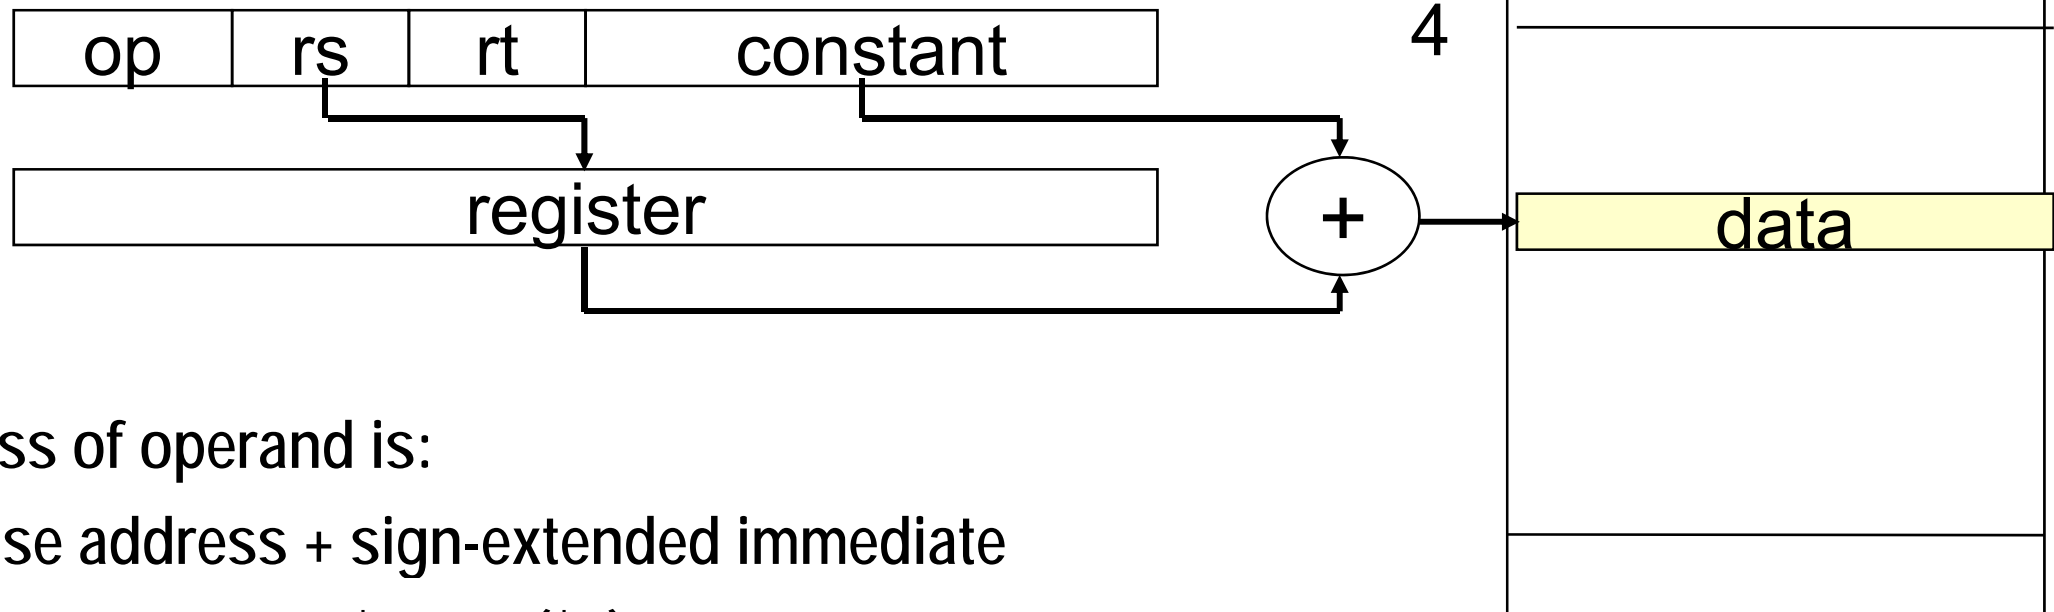 op rs rt constant 4
register + data
ss of operand is:
se address + sign-extended immediate